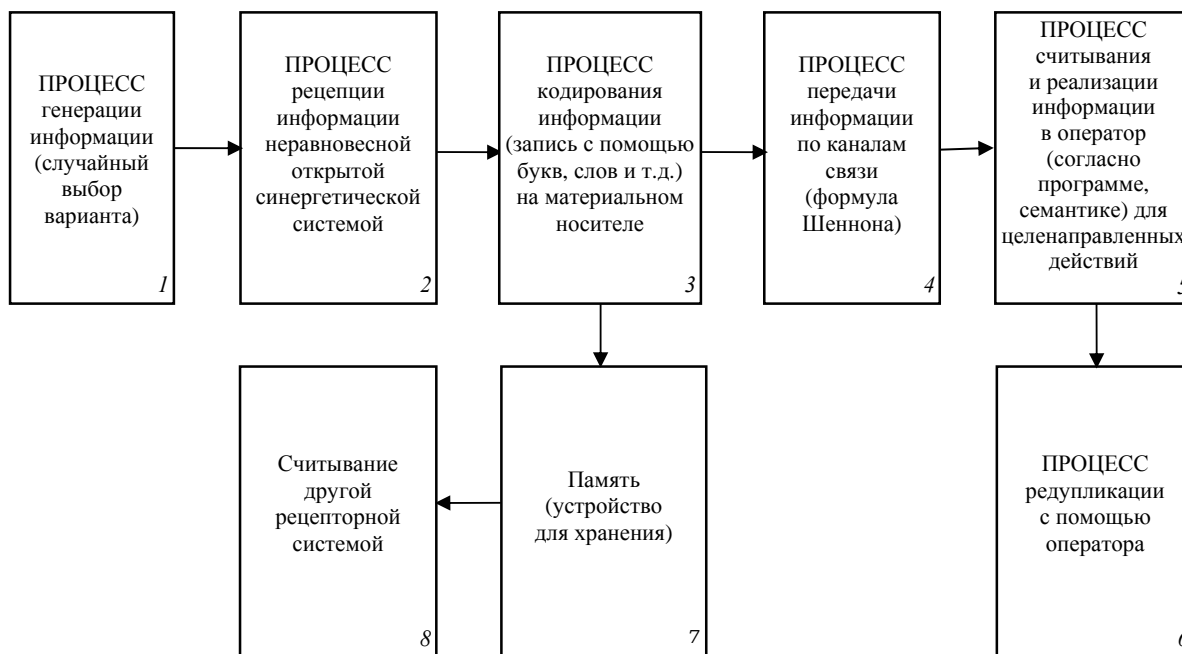 ПРОЦЕСС
генерации
информации
(случайный
выбор
варианта)
1
ПРОЦЕСС
рецепции
информации
неравновесной
открытой
синергетической
системой
2
ПРОЦЕСС
кодирования
информации
(запись с помощью
букв, слов и т.д.)
на материальном
носителе
3
ПРОЦЕСС
передачи
информации
по каналам
связи
(формула
Шеннона)
4
ПРОЦЕСС
считывания
и реализации
информации
в оператор
(согласно
программе,
семантике) для
целенаправленных
действий
5
Считывание
другой
рецепторной
системой
8
Память
(устройство
для хранения)
7
ПРОЦЕСС
редупликации
с помощью
оператора
6